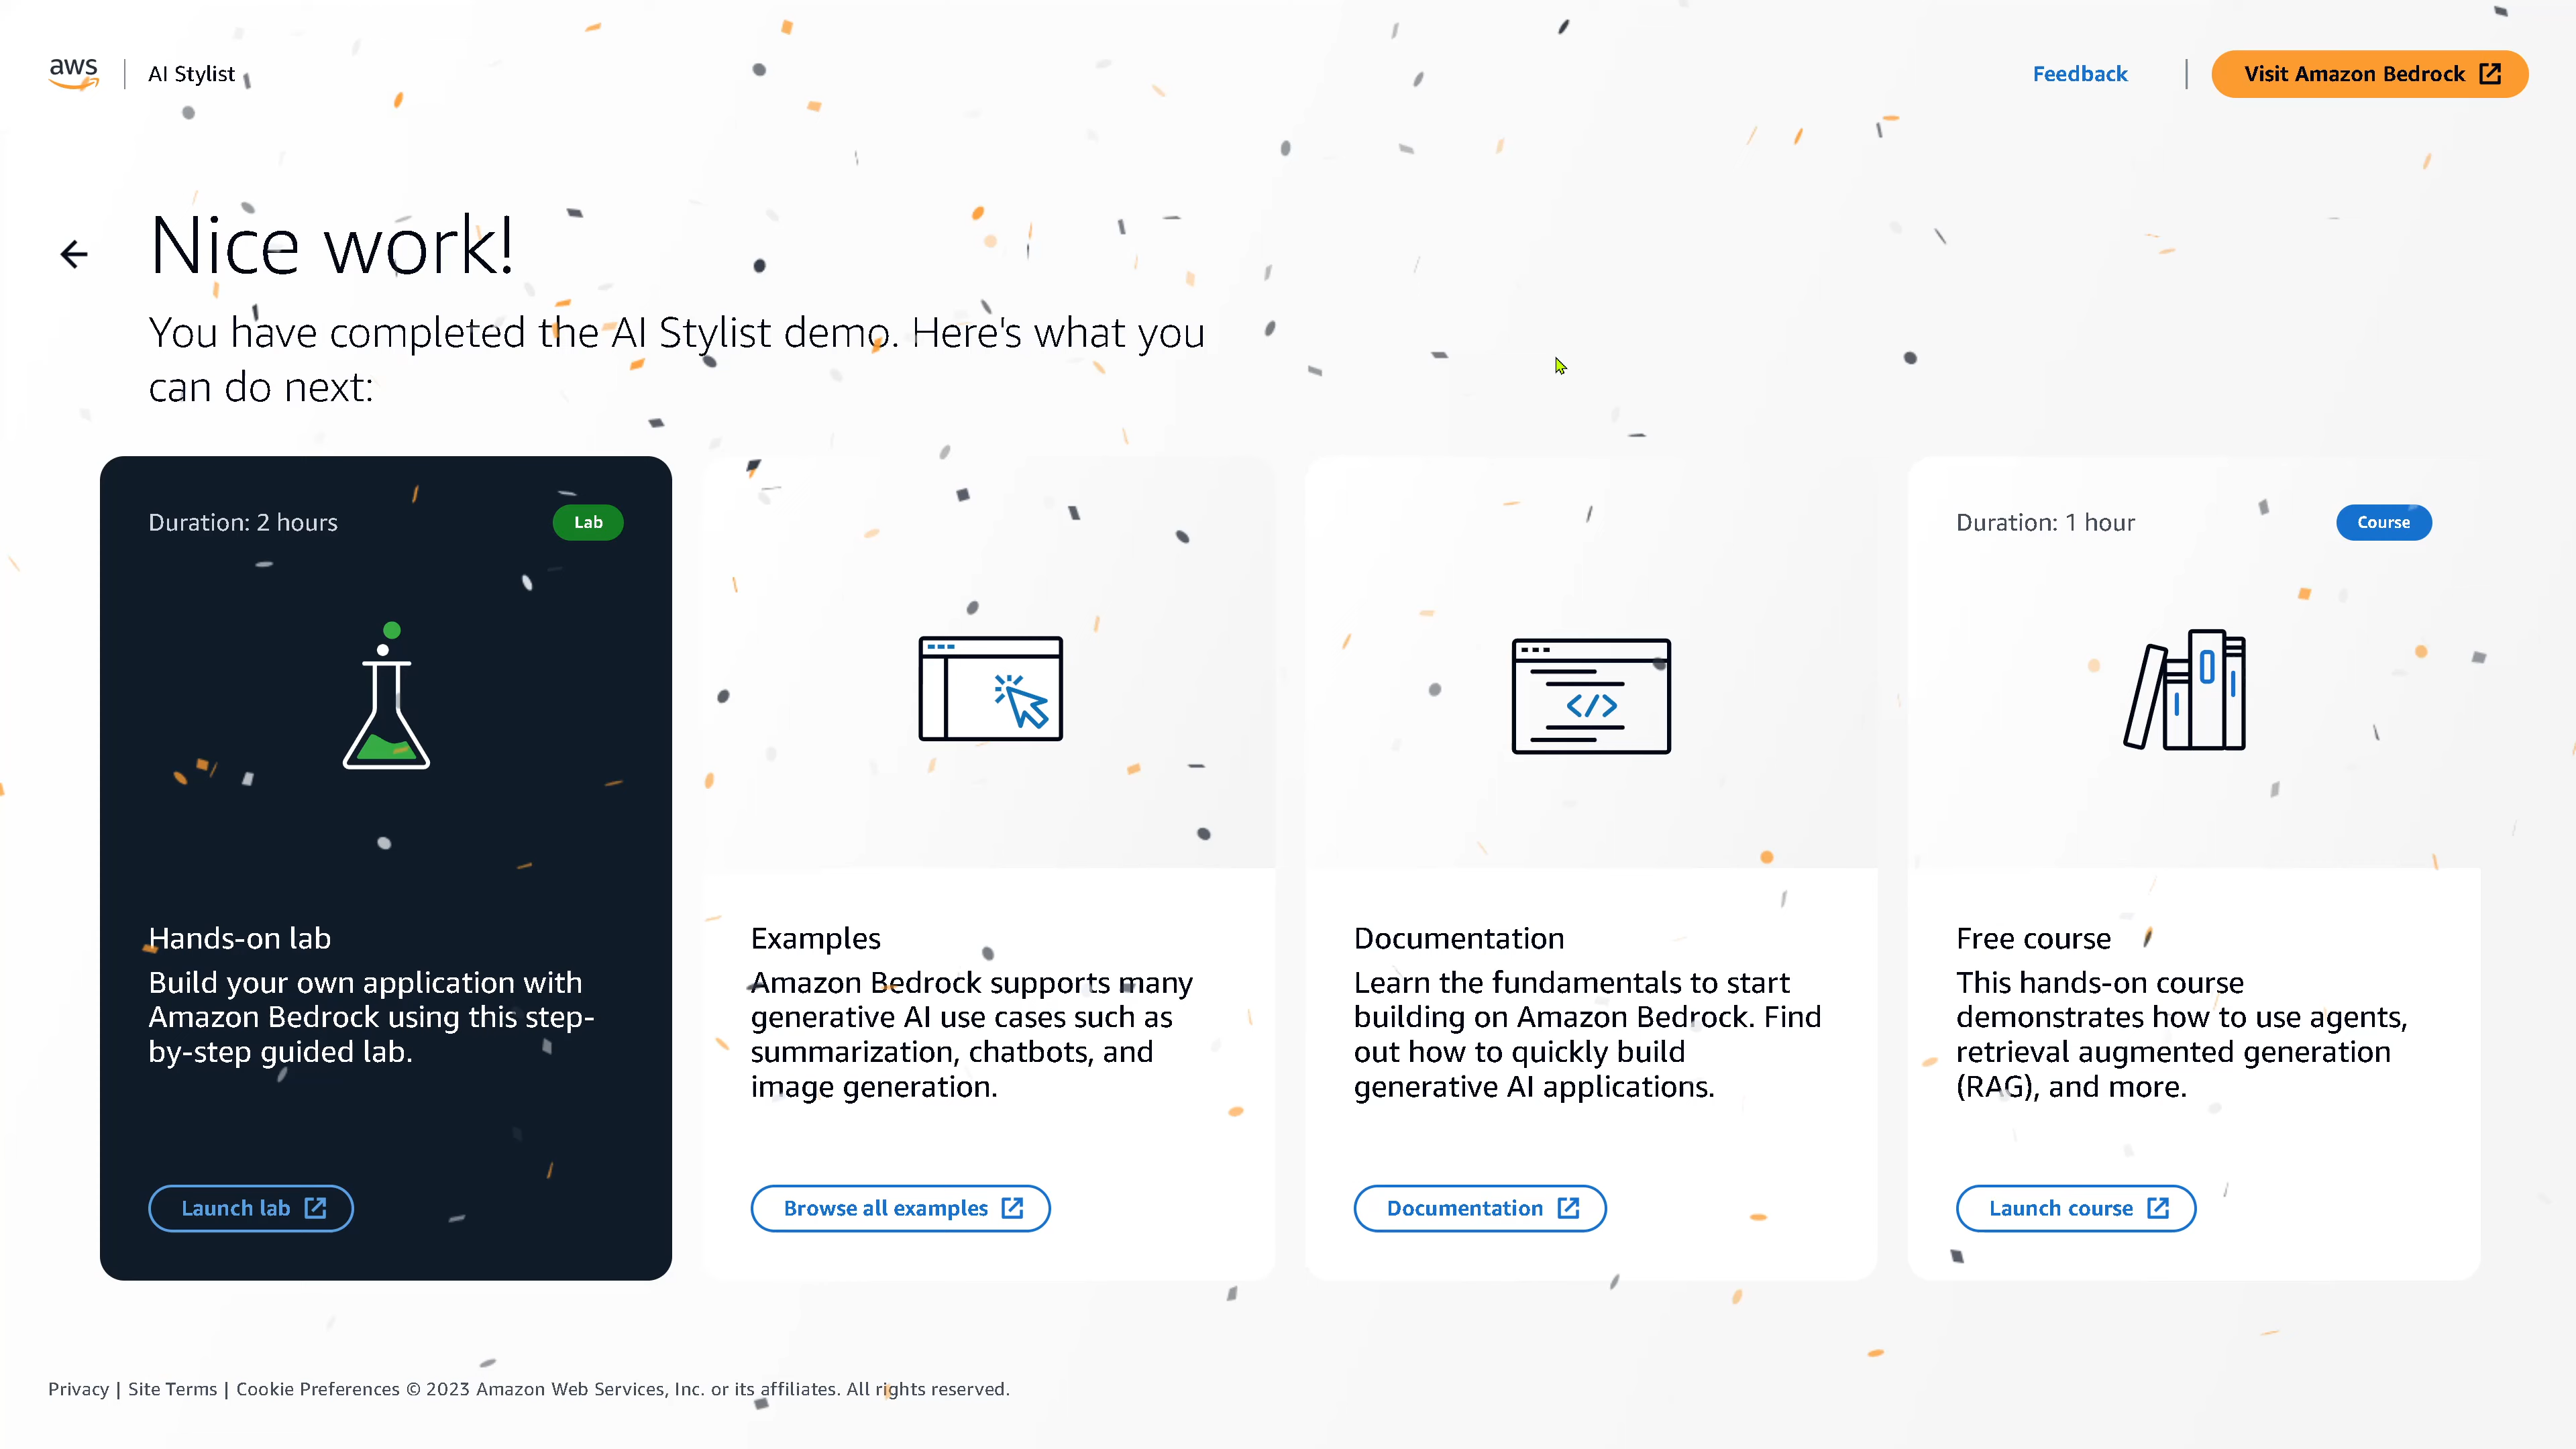 aws
AI Stylist
Feedback
Visit Amazon Bedrock
Nice work!
You have completed the AI Stylist demo. Here's what you
can do next:
Duration: 2 hours
Lab
Hands-on lab
Build your own application with
Amazon Bedrock using this step-
by-step guided lab.
Launch lab
Examples
Amazon Bedrock supports many
generative AI use cases such as
summarization, chatbots, and
image generation.
Browse all examples
</>
Documentation
Learn the fundamentals to start
building on Amazon Bedrock. Find
out how to quickly build
generative AI applications.
Documentation
Duration: 1 hour
Course
Free course
This hands-on course
demonstrates how to use agents,
retrieval augmented generation
(RAG), and more.
Launch course
Privacy | Site Terms | Cookie Preferences © 2023 Amazon Web Services, Inc. or its affiliates. All rights reserved.